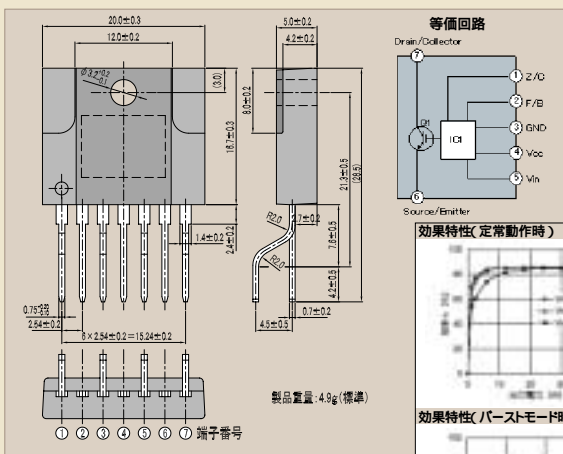 20.0±0.3
12.0±0.2
(3.0)
16.7±0.3
2.4±0.2
1.4±0.2
2.54±0.2
6×2.54±0.2=15.24±0.2
① ② ③ ④ ⑤ ⑥ ⑦ 端子番号
5.0±0.2
4.2±0.2
8.0±0.2
21.3±0.5
(28.5)
R2.0
R2.0
7.6±0.5
4.2±0.5
0.7±0.2
4.5±0.5
製品重量:4.9g(標準)
等価回路
Drain/Collector
⑦
① Z/C
② F/B
③ GND
④ Vcc
⑤ Vin
IC1
⑥
Source/Emitter
効果特性(定常動作時)
効果特性(バーストモード時